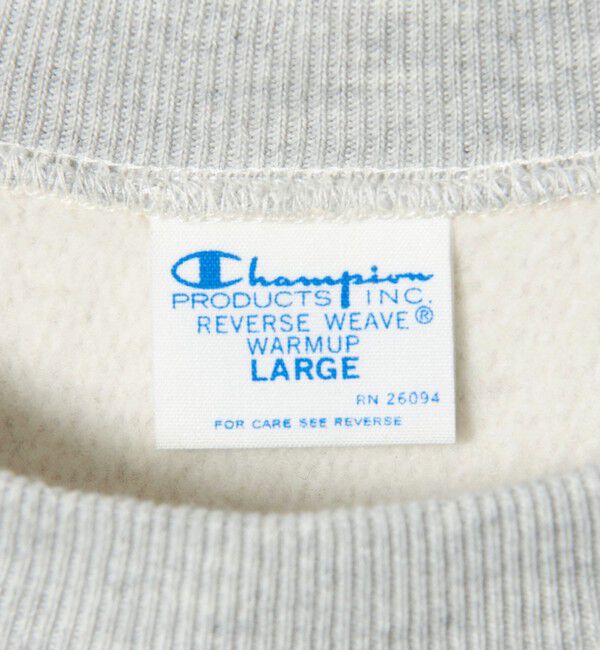 Champion
PRODUCTS INC.
REVERSE WEAVE®
WARMUP
LARGE
RN 26094
FOR CARE SEE REVERSE